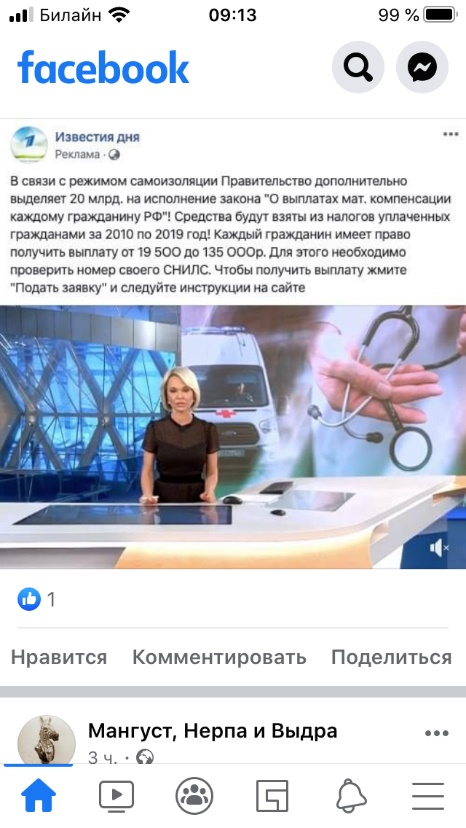 Билайн 09:13 99 %
facebook
Известия дня
Реклама ·
В связи с режимом самоизоляции Правительство дополнительно
выделяет 20 млрд. на исполнение закона "О выплатах мат. компенсации
каждому гражданину РФ"! Средства будут взяты из налогов уплаченных
гражданами за 2010 по 2019 год! Каждый гражданин имеет право
получить выплату от 19 5ОО до 135 ОООр. Для этого необходимо
проверить номер своего СНИЛС. Чтобы получить выплату жмите
"Подать заявку" и следуйте инструкции на сайте
1
Нравится Комментировать Поделиться
Мангуст, Нерпа и Выдра
3 ч. ·